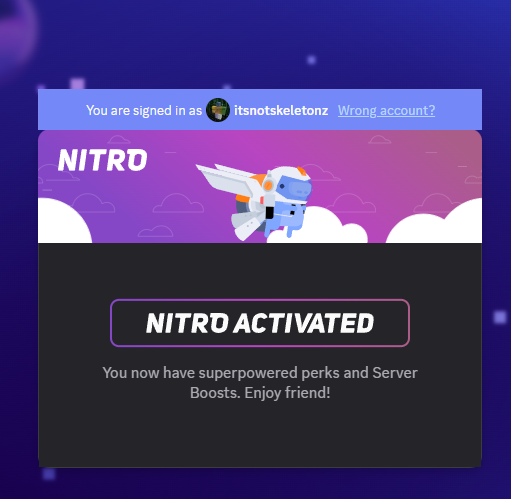 You are signed in as itsnotskeletonz Wrong account?
NITRO
NITRO ACTIVATED
You now have superpowered perks and Server
Boosts. Enjoy friend!